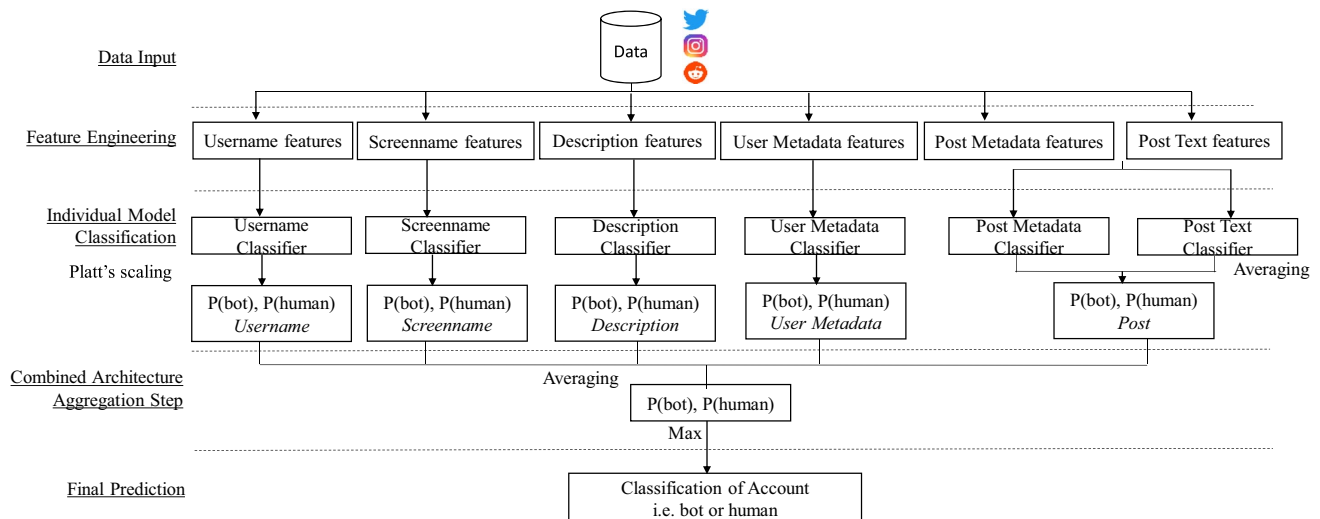 Data Input
Data
Feature Engineering
Username features
Screenname features
Description features
User Metadata features
Post Metadata features
Post Text features
Individual Model
Classification
Username
Classifier
Screenname
Classifier
Description
Classifier
User Metadata
Classifier
Post Metadata
Classifier
Post Text
Classifier
Platt's scaling
Averaging
P(bot), P(human)
Username
P(bot), P(human)
Screenname
P(bot), P(human)
Description
P(bot), P(human)
User Metadata
P(bot), P(human)
Post
Combined Architecture
Aggregation Step
Averaging
P(bot), P(human)
Max
Final Prediction
Classification of Account
i.e. bot or human